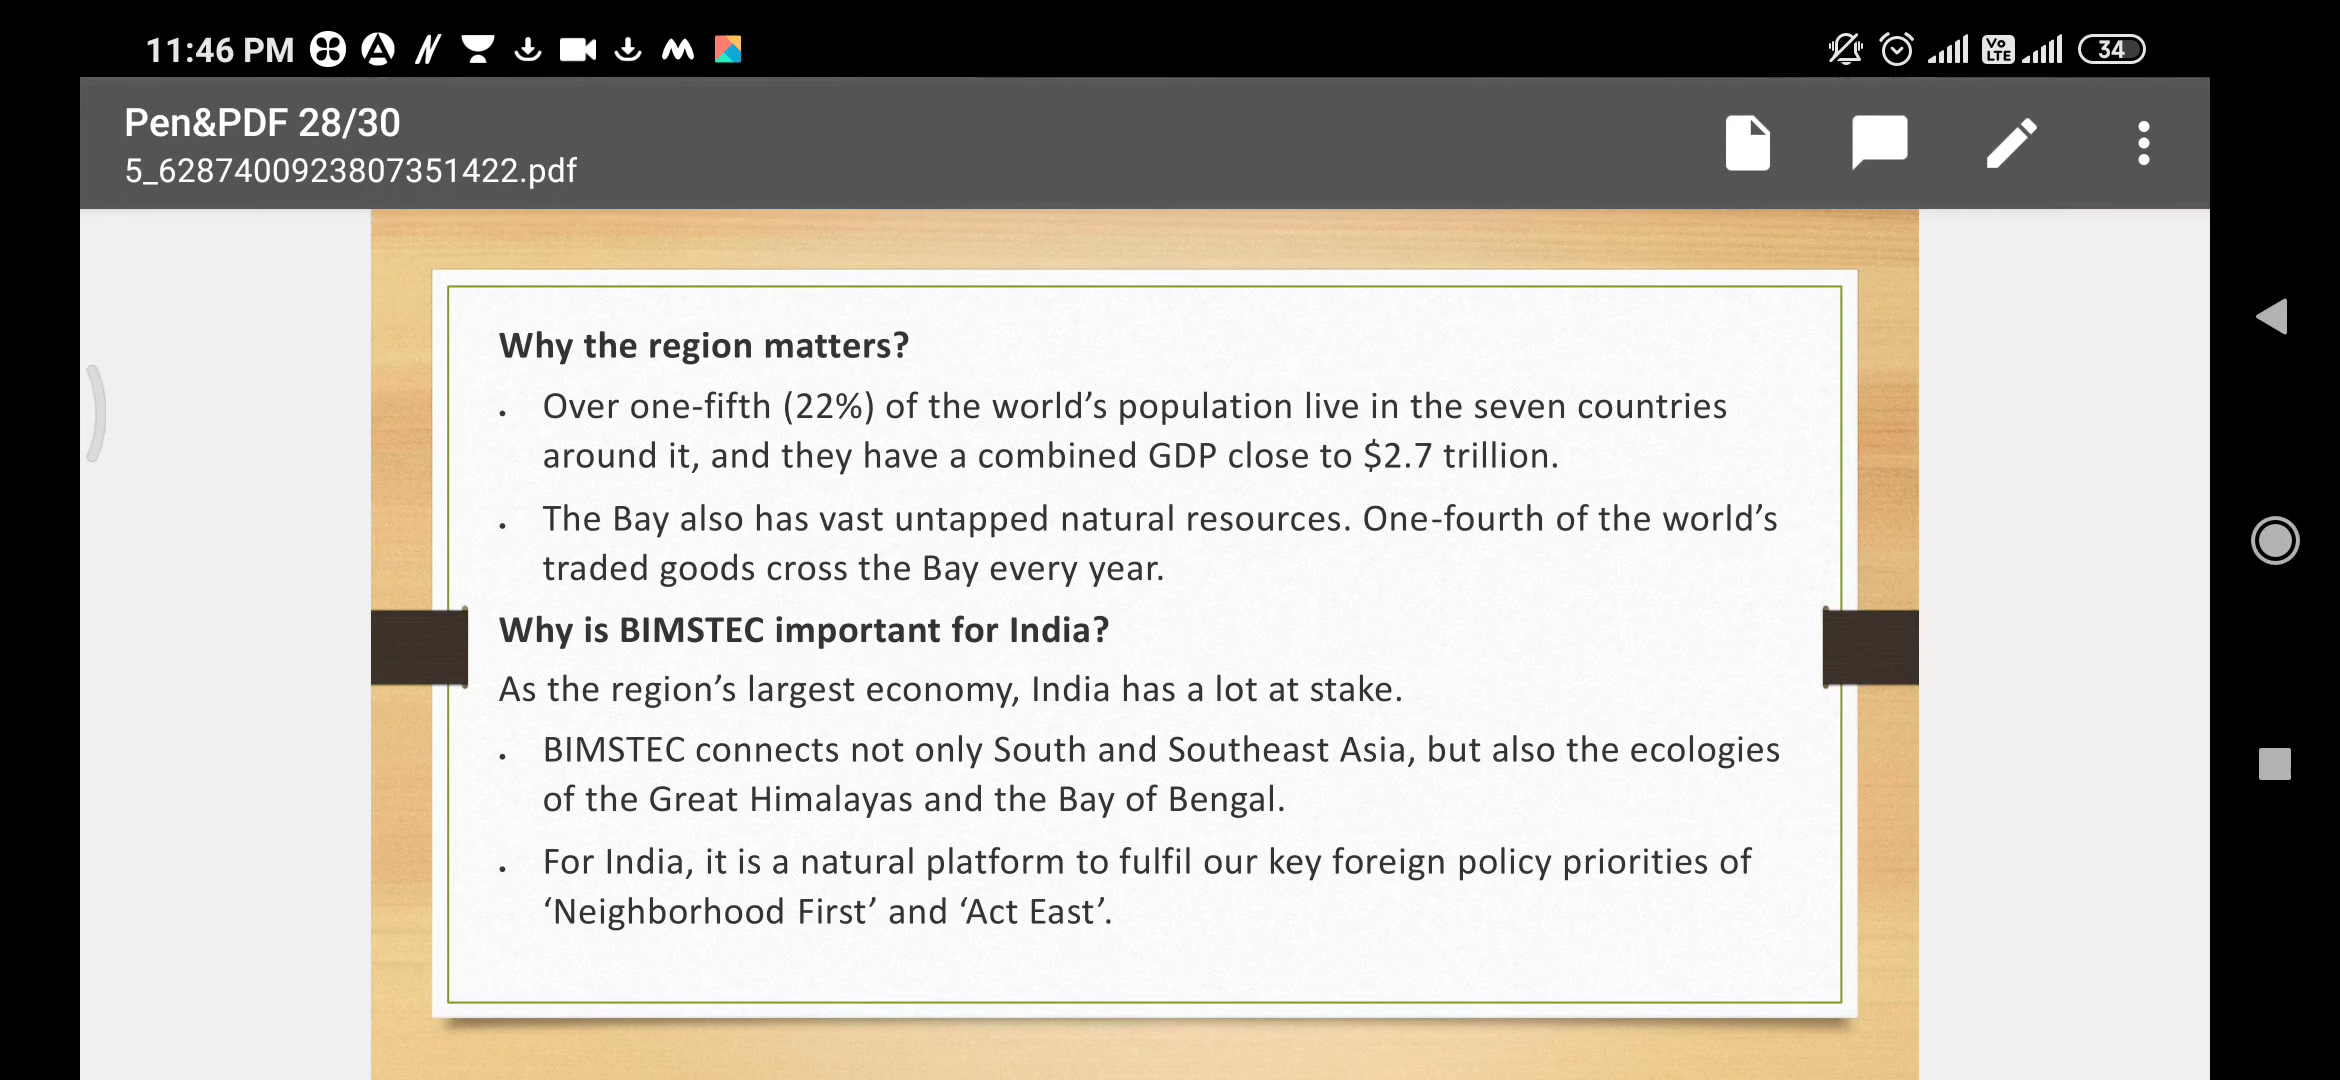 11:46 PM
Vo LTE
34
Pen&PDF 28/30
5_6287400923807351422.pdf
Why the region matters?
• Over one-fifth (22%) of the world’s population live in the seven countries
around it, and they have a combined GDP close to $2.7 trillion.
• The Bay also has vast untapped natural resources. One-fourth of the world’s
traded goods cross the Bay every year.
Why is BIMSTEC important for India?
As the region’s largest economy, India has a lot at stake.
• BIMSTEC connects not only South and Southeast Asia, but also the ecologies
of the Great Himalayas and the Bay of Bengal.
• For India, it is a natural platform to fulfil our key foreign policy priorities of
‘Neighborhood First’ and ‘Act East’.